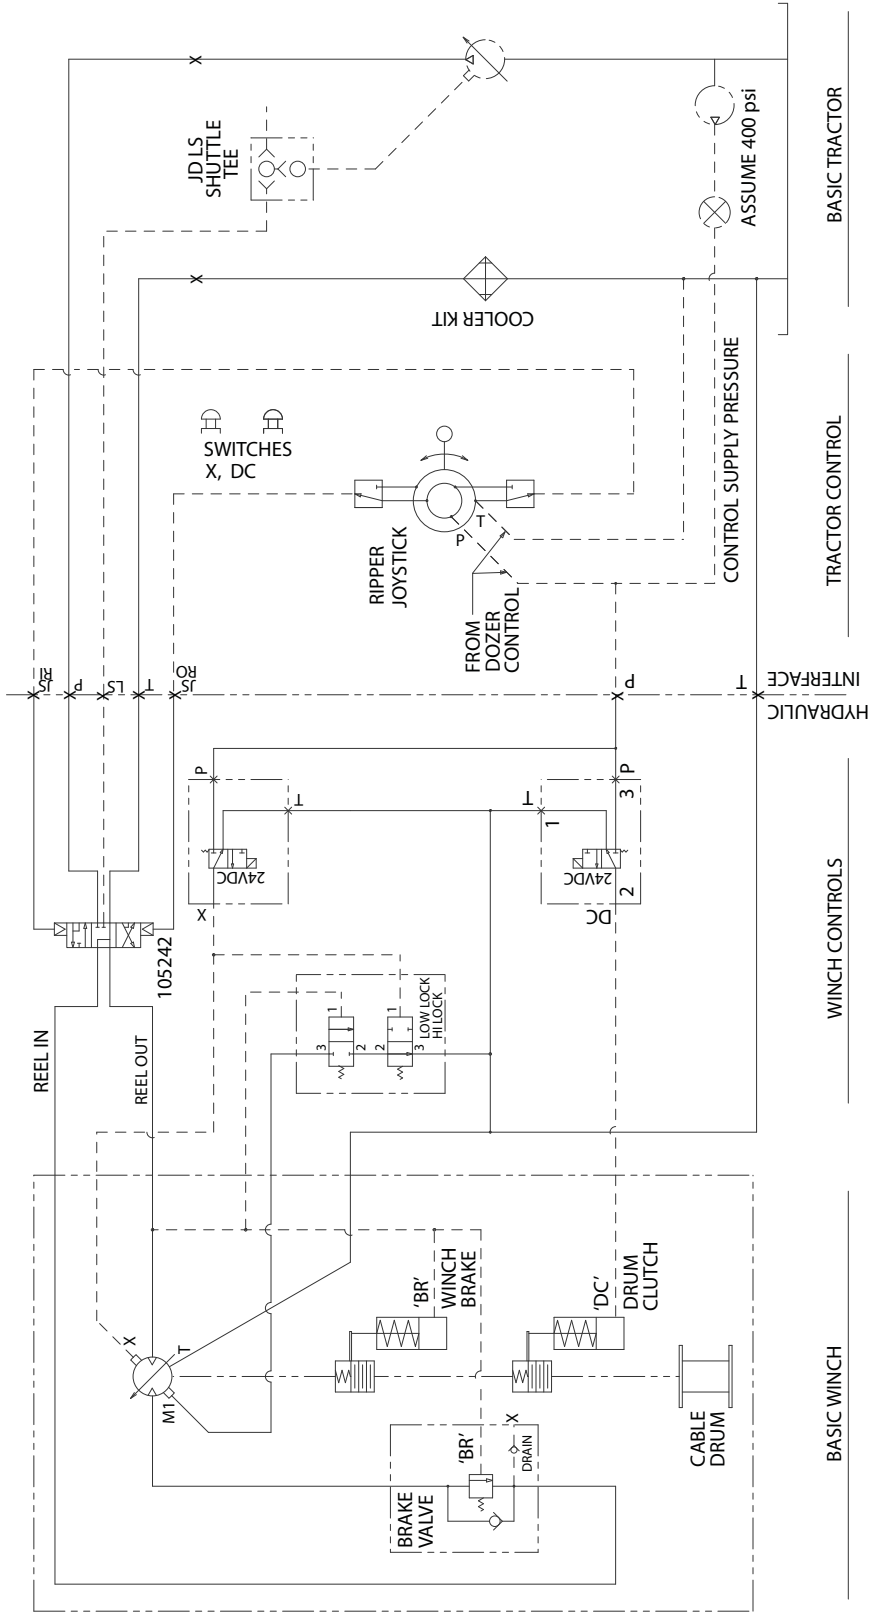 X
JD LS
SHUTTLE
TEE
ASSUME 400 psi
BASIC TRACTOR
X
COOLER KIT
SWITCHES
X, DC
RIPPER
JOYSTICK
P
T
FROM
DOZER
CONTROL
CONTROL SUPPLY PRESSURE
TRACTOR CONTROL
JS
RI
P
LS
T
JS
RO
P
T
HYDRAULIC
INTERFACE
P
T
T
P
3
1
24VDC
24VDC
X
DC
2
105242
1
1
3
2
2
3
LOW LOCK
HI LOCK
WINCH CONTROLS
REEL IN
REEL OUT
X
T
M1
'BR'
WINCH
BRAKE
'DC'
DRUM
CLUTCH
BRAKE
VALVE
'BR'
X
DRAIN
CABLE
DRUM
BASIC WINCH